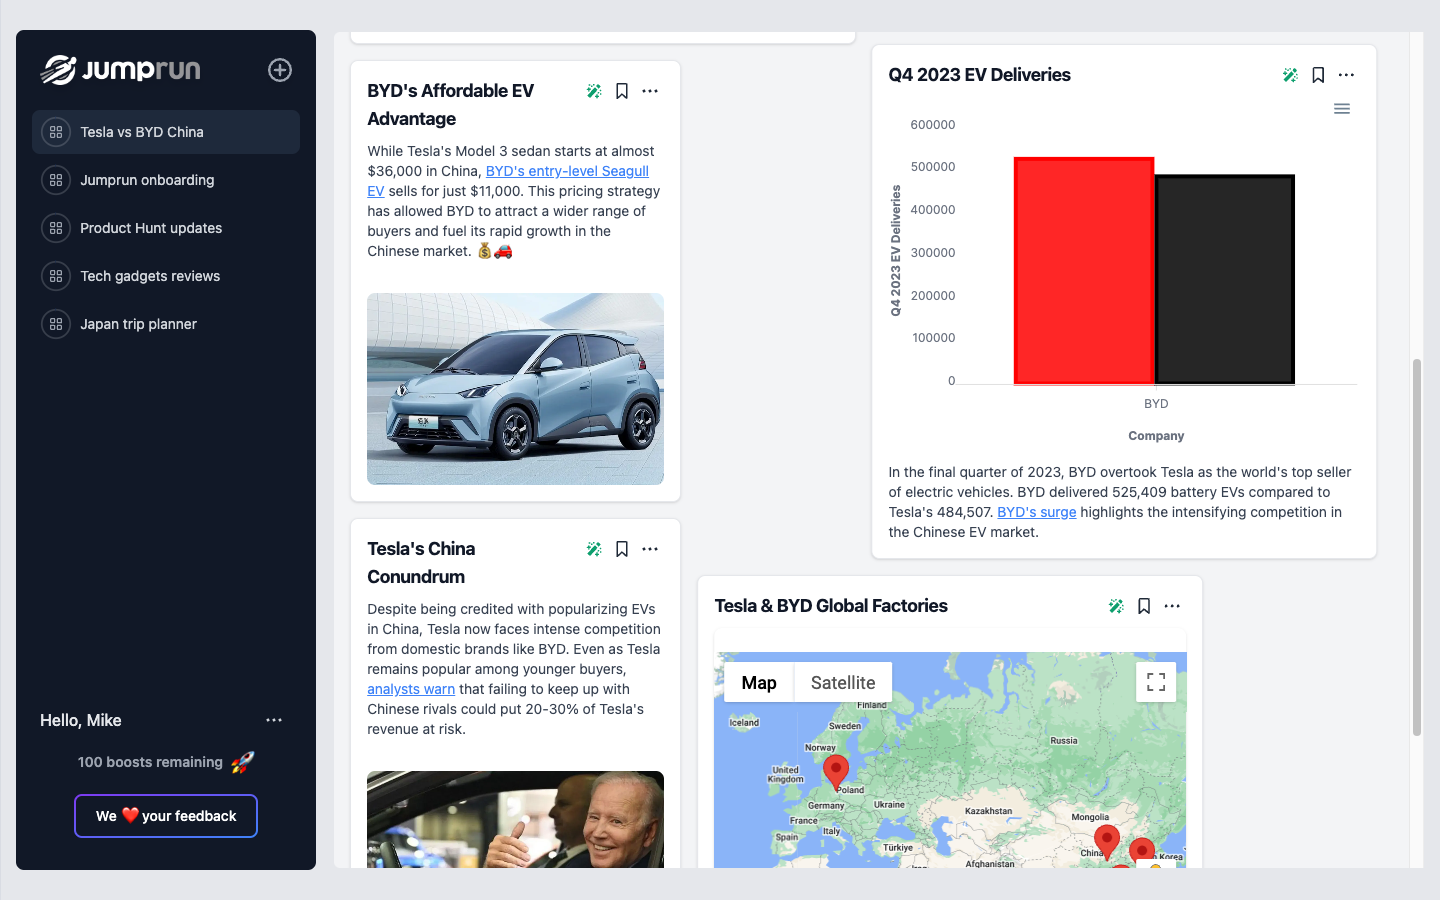 JUMPRUN
Tesla vs BYD China
Jumprun onboarding
Product Hunt updates
Tech gadgets reviews
Japan trip planner
Hello, Mike
100 boosts remaining 🚀
We ❤️ your feedback
BYD's Affordable EV
Advantage
While Tesla's Model 3 sedan starts at almost
$36,000 in China, BYD's entry-level Seagull
EV sells for just $11,000. This pricing strategy
has allowed BYD to attract a wider range of
buyers and fuel its rapid growth in the
Chinese market. 💰🚗
Tesla's China
Conundrum
Despite being credited with popularizing EVs
in China, Tesla now faces intense competition
from domestic brands like BYD. Even as Tesla
remains popular among younger buyers,
analysts warn that failing to keep up with
Chinese rivals could put 20-30% of Tesla's
revenue at risk.
Q4 2023 EV Deliveries
600000
500000
400000
300000
200000
100000
0
Q4 2023 EV Deliveries
BYD
Company
In the final quarter of 2023, BYD overtook Tesla as the world's top seller
of electric vehicles. BYD delivered 525,409 battery EVs compared to
Tesla's 484,507. BYD's surge highlights the intensifying competition in
the Chinese EV market.
Tesla & BYD Global Factories
Map
Satellite
Finland
Iceland
Sweden
Norway
Russia
United
Kingdom
Poland
Germany
Ukraine
France
Kazakhstan
Mongolia
Italy
Spain
Türkiye
China
Korea
Afghanistan